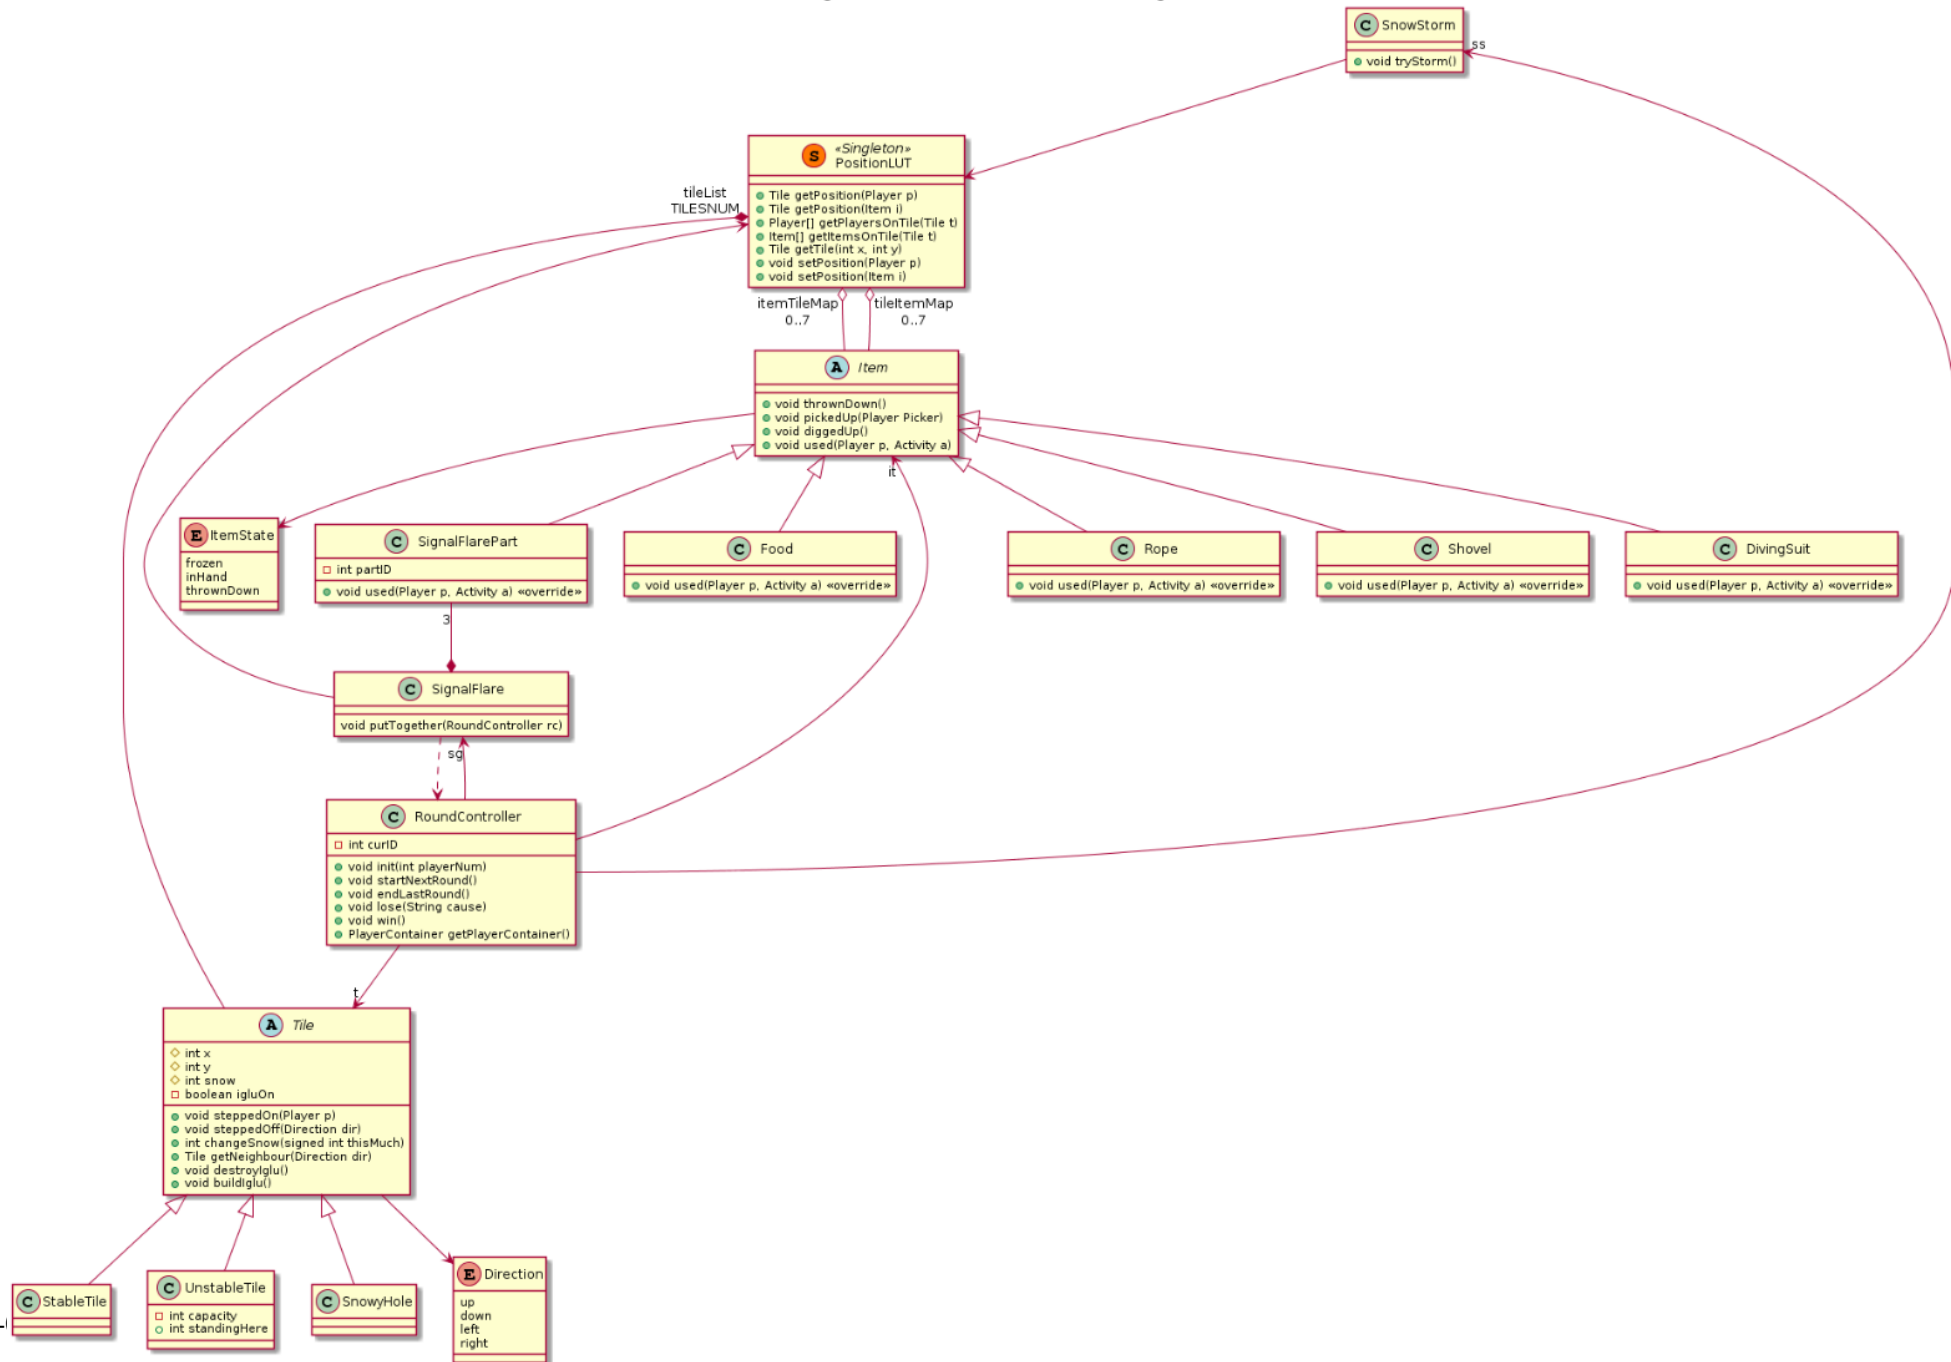 SnowStorm
void tryStorm()
ss
«Singleton»
PositionLUT
Tile getPosition(Player p)
Tile getPosition(Item i)
Player[] getPlayersOnTile(Tile t)
Item[] getItemsOnTile(Tile t)
Tile getTile(int x, int y)
void setPosition(Player p)
void setPosition(Item i)
tileList
TILESNUM
itemTileMap
0..7
tileItemMap
0..7
Item
void thrownDown()
void pickedUp(Player Picker)
void diggedUp()
void used(Player p, Activity a)
it
ItemState
frozen
inHand
thrownDown
SignalFlarePart
int partID
void used(Player p, Activity a) «override»
Food
void used(Player p, Activity a) «override»
Rope
void used(Player p, Activity a) «override»
Shovel
void used(Player p, Activity a) «override»
DivingSuit
void used(Player p, Activity a) «override»
3
SignalFlare
void putTogether(RoundController rc)
sg
RoundController
int curID
void init(int playerNum)
void startNextRound()
void endLastRound()
void lose(String cause)
void win()
PlayerContainer getPlayerContainer()
t
Tile
int x
int y
int snow
boolean igluOn
void steppedOn(Player p)
void steppedOff(Direction dir)
int changeSnow(signed int thisMuch)
Tile getNeighbour(Direction dir)
void destroyIglu()
void buildIglu()
StableTile
UnstableTile
int capacity
int standingHere
SnowyHole
Direction
up
down
left
right